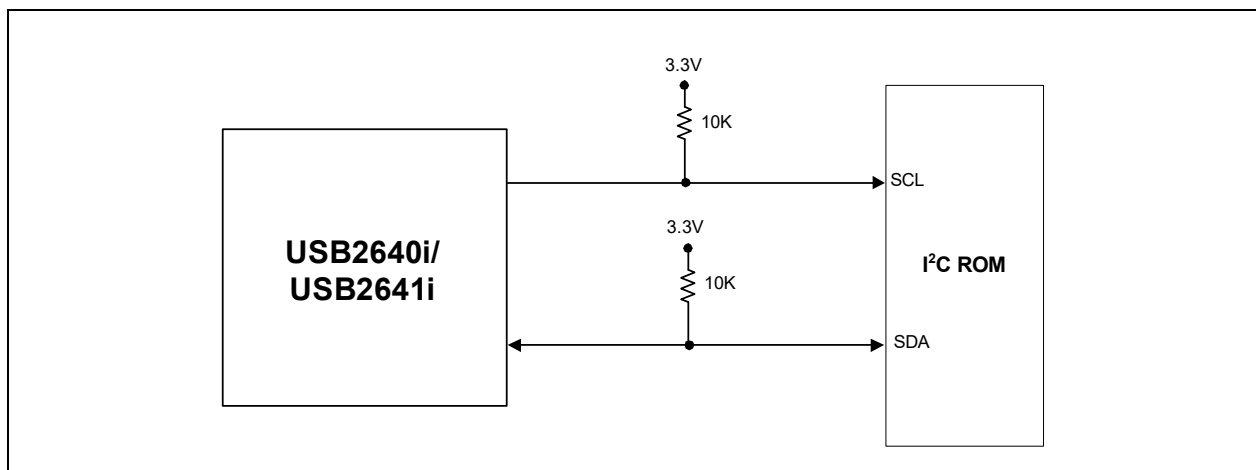 3.3V
10K
SCL
3.3V
USB2640i/
USB2641i
I²C ROM
10K
SDA